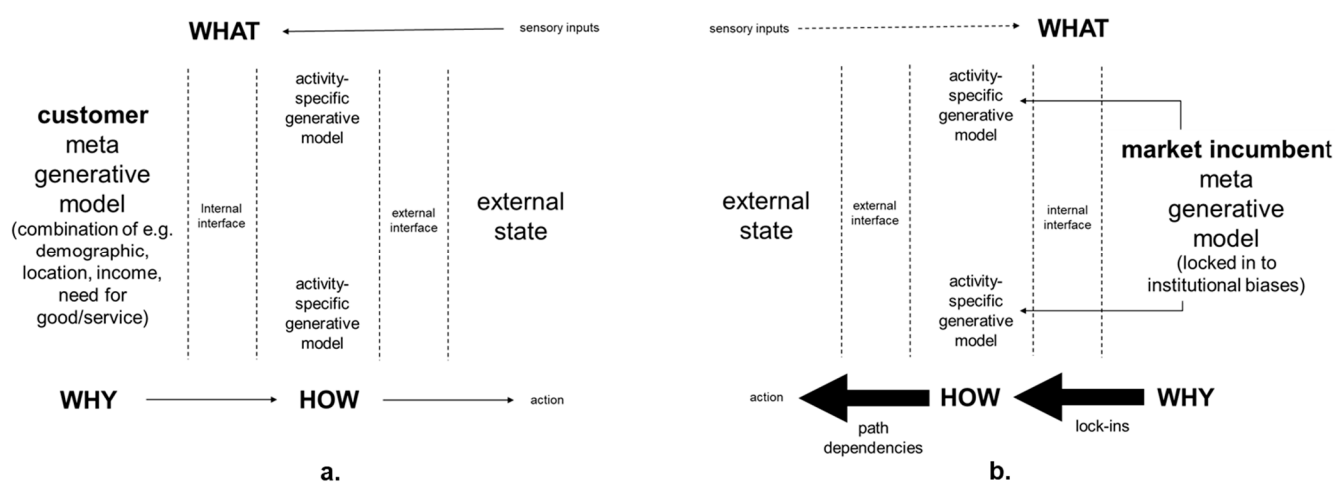 WHAT
sensory inputs
activity-
specific
generative
model
customer
meta
generative
model
(combination of e.g.
demographic,
location, income,
need for
good/service)
Internal
interface
external
interface
external
state
activity-
specific
generative
model
WHY
HOW
action
a.
sensory inputs
WHAT
activity-
specific
generative
model
market incumbent
meta
generative
model
(locked in to
institutional biases)
external
state
external
interface
internal
interface
activity-
specific
generative
model
action
HOW
WHY
path
dependencies
lock-ins
b.